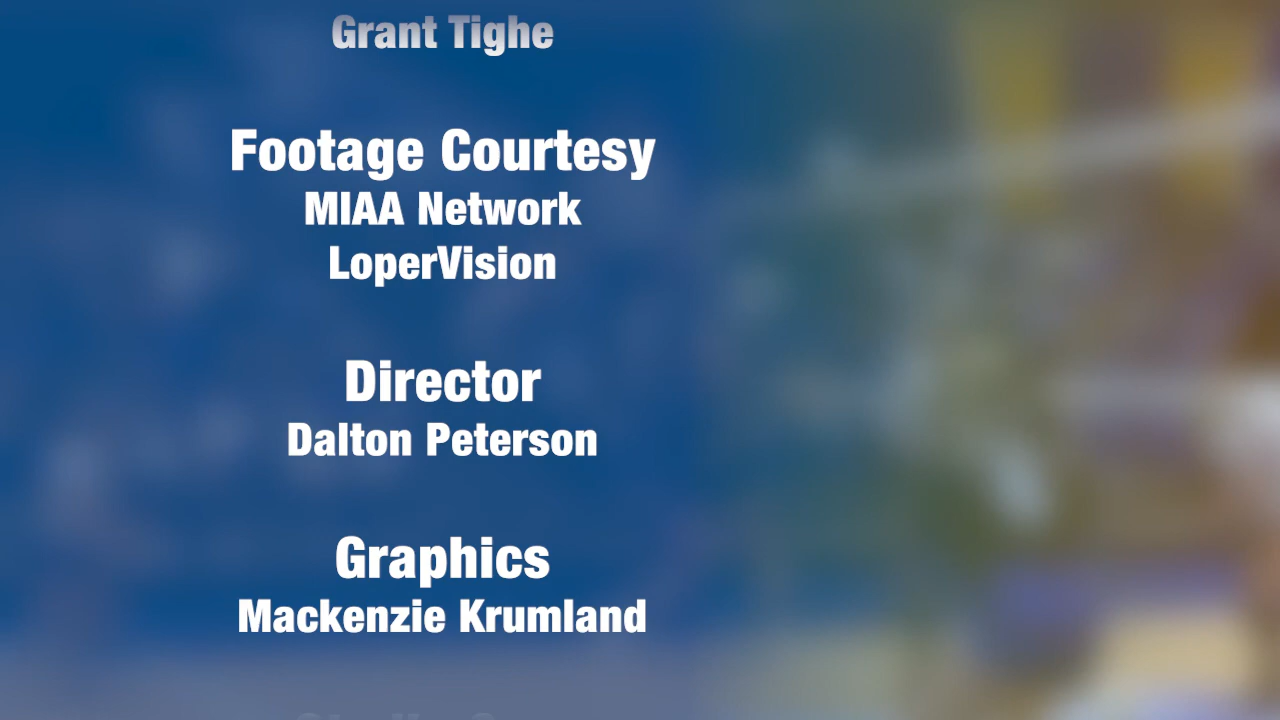 Grant Tighe
Footage Courtesy
MIAA Network
LoperVision
Director
Dalton Peterson
Graphics
Mackenzie Krumland